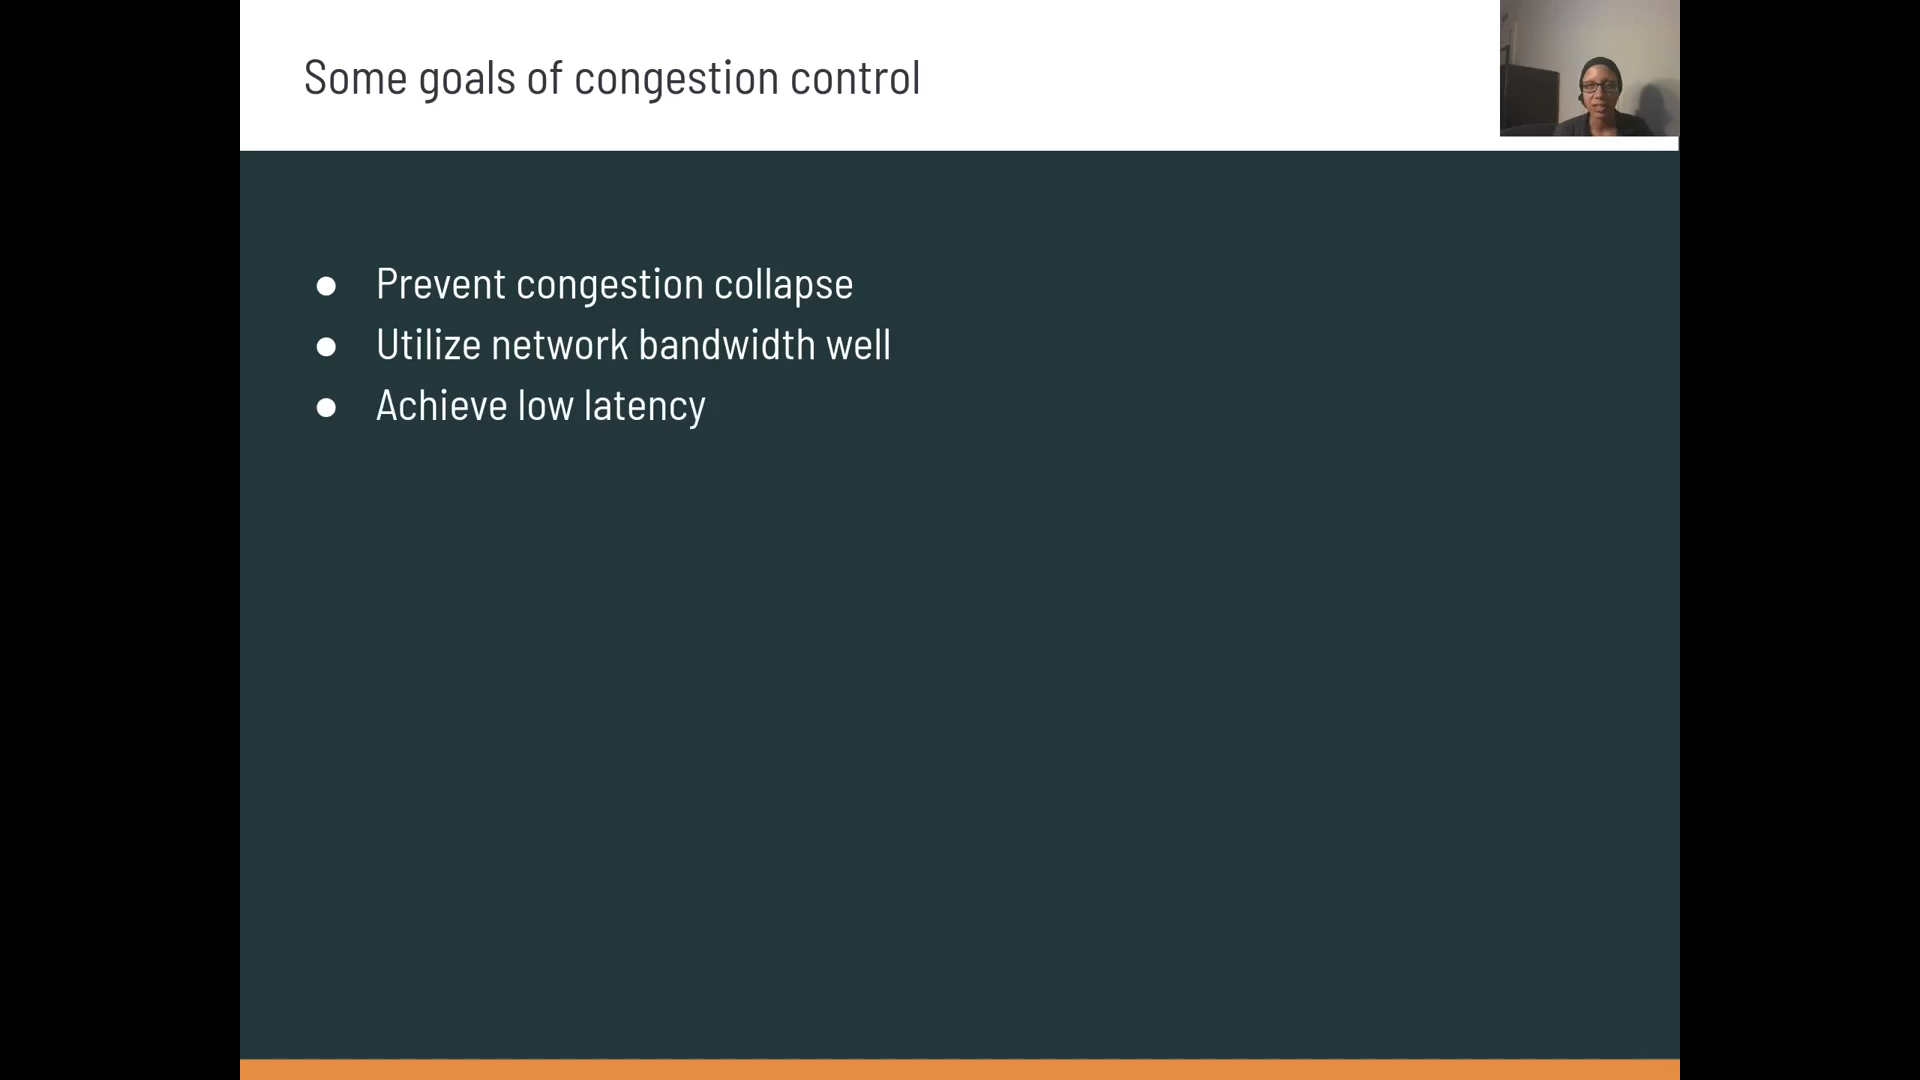 Some goals of congestion control
● Prevent congestion collapse
● Utilize network bandwidth well
● Achieve low latency